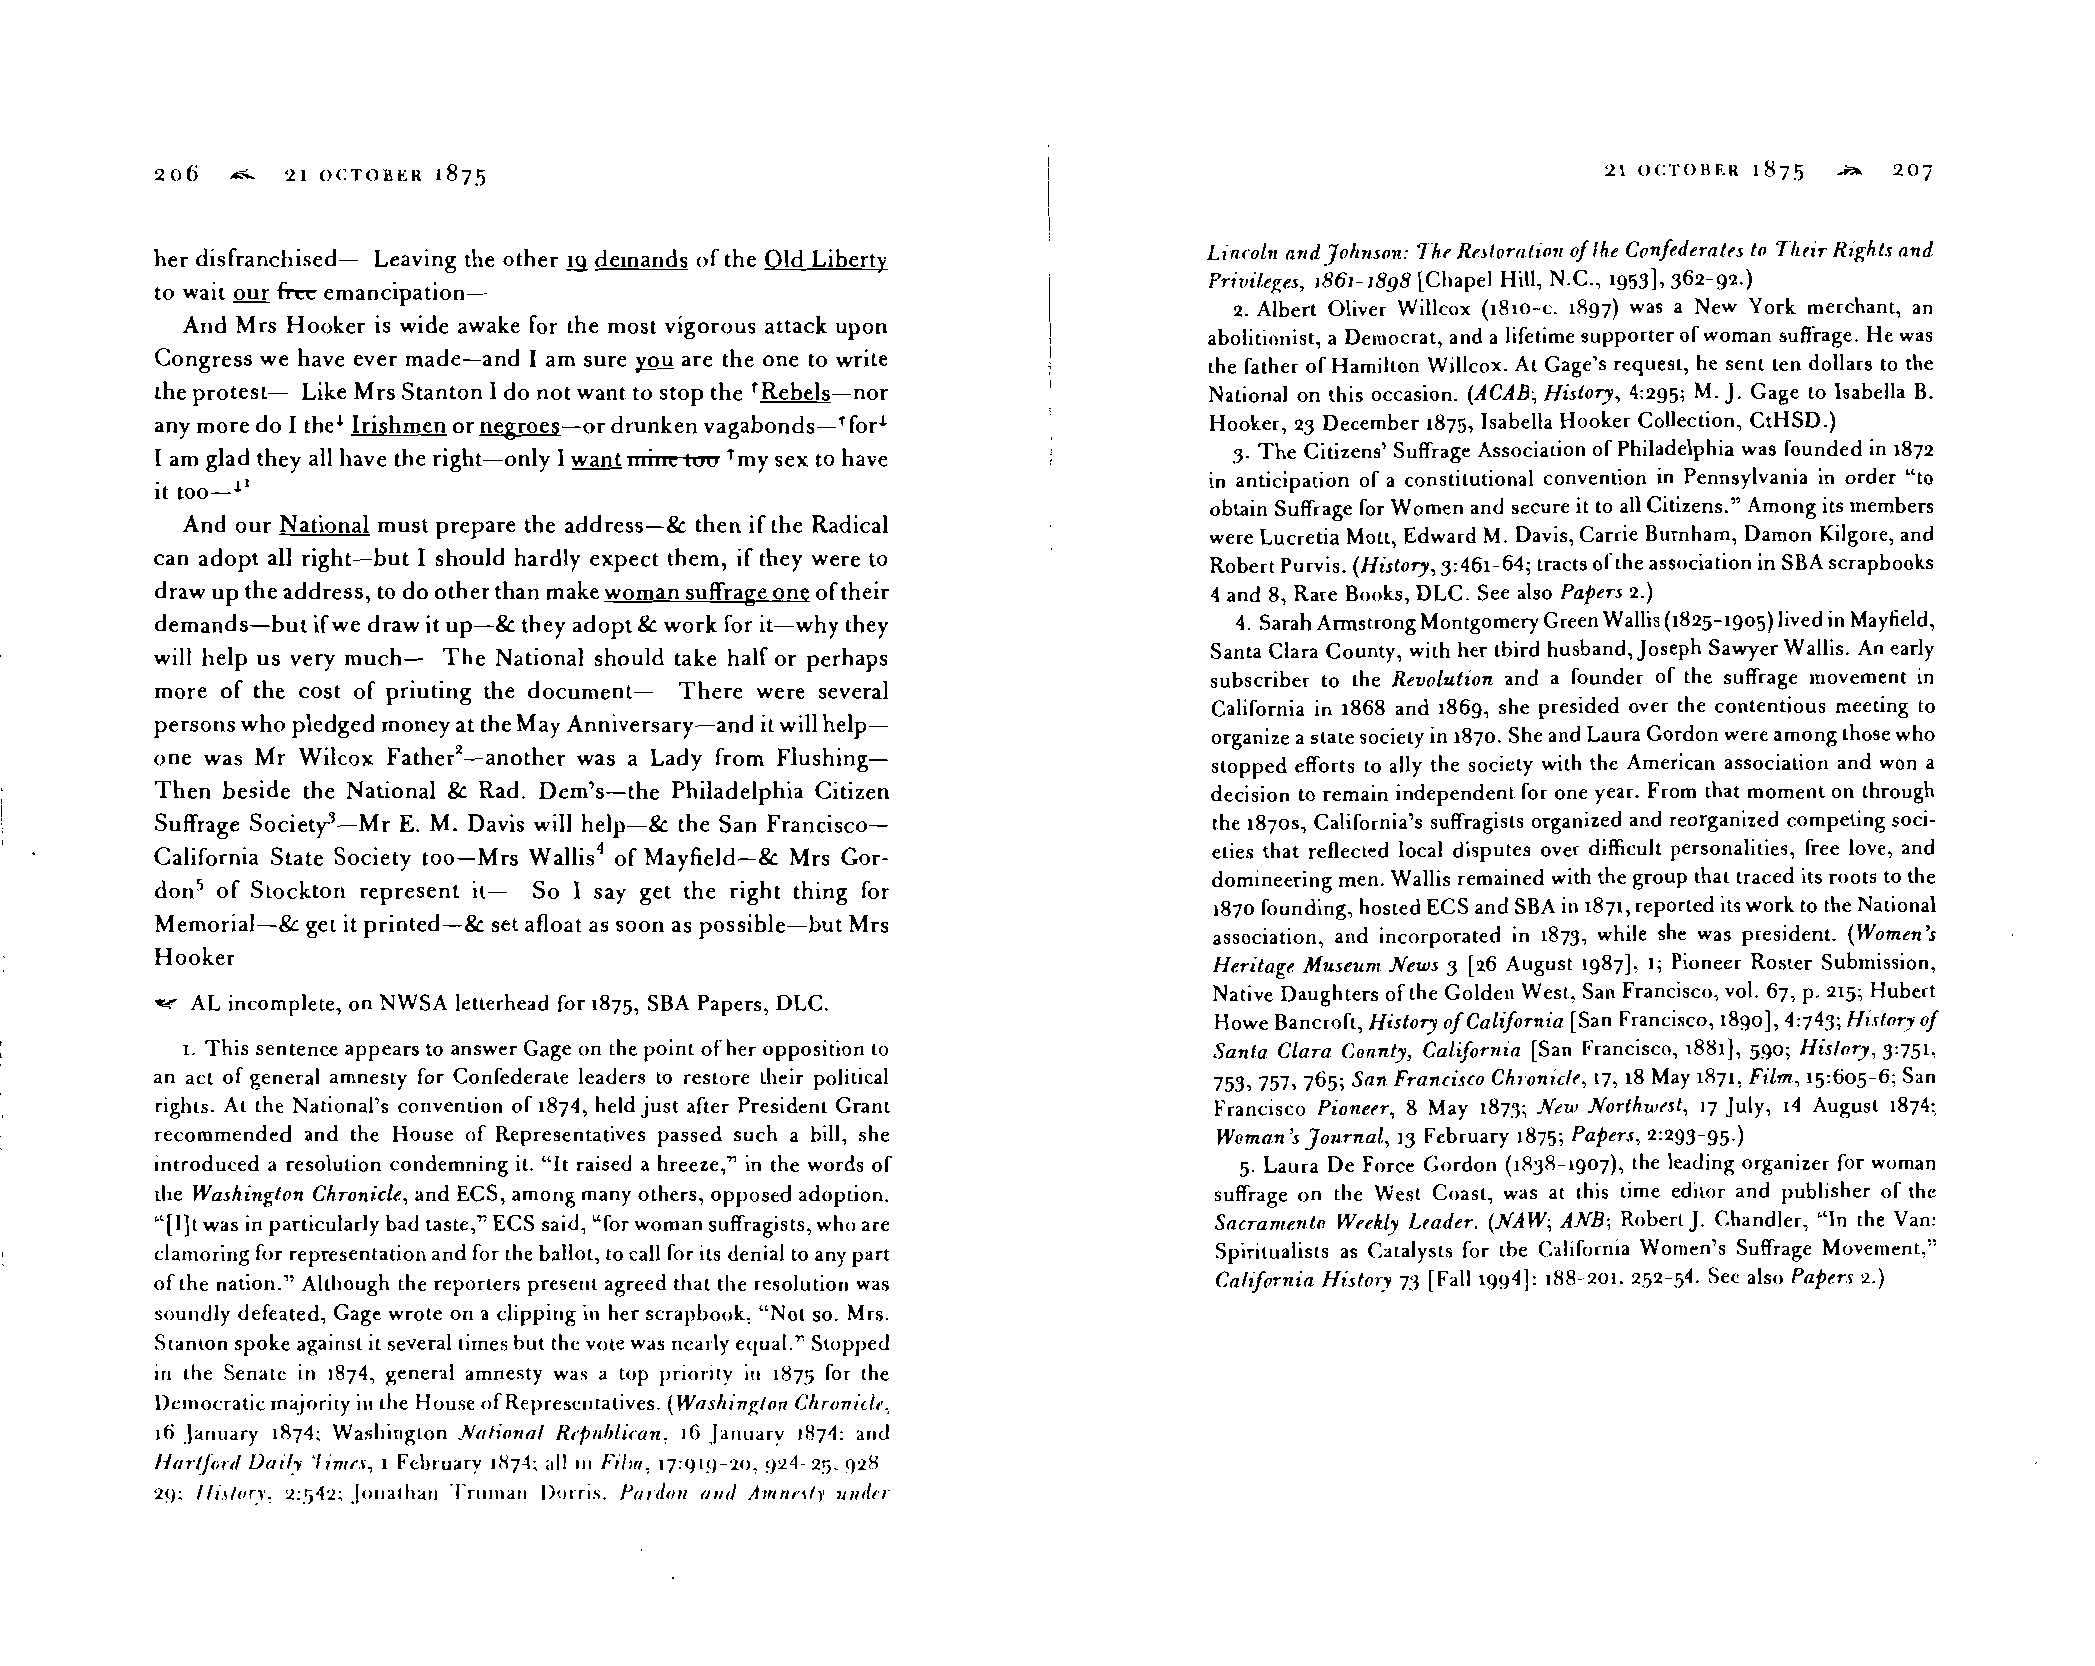 206 21 OCTOBER 1875
her disfranchised— Leaving the other 19 demands of the Old Liberty
to wait our free emancipation—
And Mrs Hooker is wide awake for the most vigorous attack upon
Congress we have ever made—and I am sure you are the one to write
the protest— Like Mrs Stanton I do not want to stop the ↑Rebels—nor
any more do I the↓ Irishmen or negroes—or drunken vagabonds—↑for↓
I am glad they all have the right—only I want mine too ↑my sex to have
it too—↓¹
And our National must prepare the address—& then if the Radical
can adopt all right—but I should hardly expect them, if they were to
draw up the address, to do other than make woman suffrage one of their
demands—but if we draw it up—& they adopt & work for it—why they
will help us very much— The National should take half or perhaps
more of the cost of priuting the document— There were several
persons who pledged money at the May Anniversary—and it will help—
one was Mr Wilcox Father²—another was a Lady from Flushing—
Then beside the National & Rad. Dem's—the Philadelphia Citizen
Suffrage Society³—Mr E. M. Davis will help—& the San Francisco—
California State Society too—Mrs Wallis⁴ of Mayfield—& Mrs Gor-
don⁵ of Stockton represent it— So I say get the right thing for
Memorial—& get it printed—& set afloat as soon as possible—but Mrs
Hooker
AL incomplete, on NWSA letterhead for 1875, SBA Papers, DLC.
1. This sentence appears to answer Gage on the point of her opposition to
an act of general amnesty for Confederate leaders to restore their political
rights. At the National's convention of 1874, held just after President Grant
recommended and the House of Representatives passed such a bill, she
introduced a resolution condemning it. "It raised a breeze," in the words of
the Washington Chronicle, and ECS, among many others, opposed adoption.
"[I]t was in particularly bad taste," ECS said, "for woman suffragists, who are
clamoring for representation and for the ballot, to call for its denial to any part
of the nation." Although the reporters present agreed that the resolution was
soundly defeated, Gage wrote on a clipping in her scrapbook, "Not so. Mrs.
Stanton spoke against it several times but the vote was nearly equal." Stopped
in the Senate in 1874, general amnesty was a top priority in 1875 for the
Democratic majority in the House of Representatives. (Washington Chronicle,
16 January 1874; Washington National Republican, 16 January 1874; and
Hartford Daily Times, 1 February 1874; all in Film, 17:919-20, 924-25, 928
29; History, 2:542; Jonathan Truman Dorris, Pardon and Amnesty under
21 OCTOBER 1875 207
Lincoln and Johnson: The Restoration of the Confederates to Their Rights and
Privileges, 1861-1898 [Chapel Hill, N.C., 1953], 362-92.)
2. Albert Oliver Willcox (1810-c. 1897) was a New York merchant, an
abolitionist, a Democrat, and a lifetime supporter of woman suffrage. He was
the father of Hamilton Willcox. At Gage's request, he sent ten dollars to the
National on this occasion. (ACAB; History, 4:295; M. J. Gage to Isabella B.
Hooker, 23 December 1875, Isabella Hooker Collection, CtHSD.)
3. The Citizens' Suffrage Association of Philadelphia was founded in 1872
in anticipation of a constitutional convention in Pennsylvania in order "to
obtain Suffrage for Women and secure it to all Citizens." Among its members
were Lucretia Mott, Edward M. Davis, Carrie Burnham, Damon Kilgore, and
Robert Purvis. (History, 3:461-64; tracts of the association in SBA scrapbooks
4 and 8, Rare Books, DLC. See also Papers 2.)
4. Sarah Armstrong Montgomery Green Wallis (1825-1905) lived in Mayfield,
Santa Clara County, with her third husband, Joseph Sawyer Wallis. An early
subscriber to the Revolution and a founder of the suffrage movement in
California in 1868 and 1869, she presided over the contentious meeting to
organize a state society in 1870. She and Laura Gordon were among those who
stopped efforts to ally the society with the American association and won a
decision to remain independent for one year. From that moment on through
the 1870s, California's suffragists organized and reorganized competing soci-
eties that reflected local disputes over difficult personalities, free love, and
domineering men. Wallis remained with the group that traced its roots to the
1870 founding, hosted ECS and SBA in 1871, reported its work to the National
association, and incorporated in 1873, while she was president. (Women's
Heritage Museum News 3 [26 August 1987], 1; Pioneer Roster Submission,
Native Daughters of the Golden West, San Francisco, vol. 67, p. 215; Hubert
Howe Bancroft, History of California [San Francisco, 1890], 4:743; History of
Santa Clara County, California [San Francisco, 1881], 590; History, 3:751,
753, 757, 765; San Francisco Chronicle, 17, 18 May 1871, Film, 15:605-6; San
Francisco Pioneer, 8 May 1873; New Northwest, 17 July, 14 August 1874;
Woman's Journal, 13 February 1875; Papers, 2:293-95.)
5. Laura De Force Gordon (1838-1907), the leading organizer for woman
suffrage on the West Coast, was at this time editor and publisher of the
Sacramento Weekly Leader. (NAW; ANB; Robert J. Chandler, "In the Van:
Spiritualists as Catalysts for the California Women's Suffrage Movement,"
California History 73 [Fall 1994]: 188-201, 252-54. See also Papers 2.)